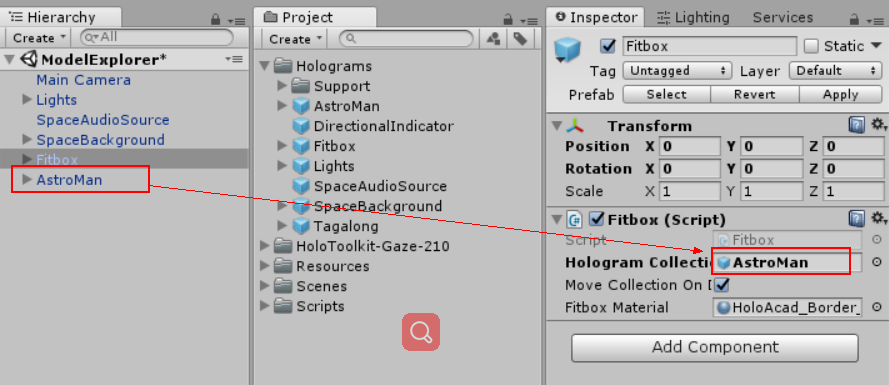 Hierarchy
Create
All
ModelExplorer*
Main Camera
Lights
SpaceAudioSource
SpaceBackground
Fitbox
AstroMan
Project
Create
Holograms
Support
AstroMan
DirectionalIndicator
Fitbox
Lights
SpaceAudioSource
SpaceBackground
Tagalong
HoloToolkit-Gaze-210
Resources
Scenes
Scripts
Inspector Lighting Services
Fitbox Static
Tag Untagged Layer Default
Prefab Select Revert Apply
Transform
Position X 0 Y 0 Z 0
Rotation X 0 Y 0 Z 0
Scale X 1 Y 1 Z 1
Fitbox (Script)
Script Fitbox
Hologram Collectio AstroMan
Move Collection On D
Fitbox Material HoloAcad_Border_
Add Component